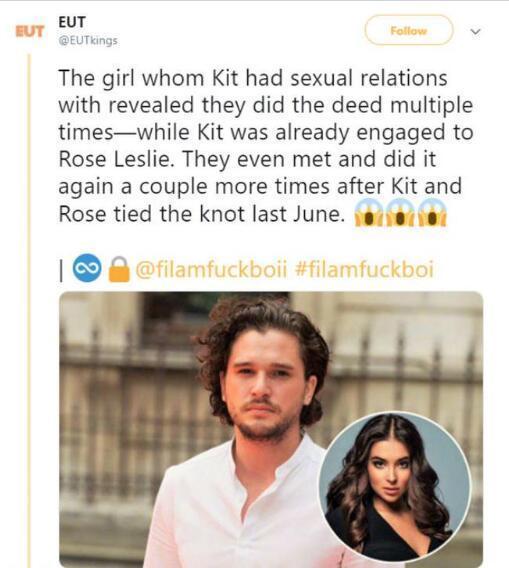 EUT
EUT
@EUTkings
Follow
The girl whom Kit had sexual relations
with revealed they did the deed multiple
times—while Kit was already engaged to
Rose Leslie. They even met and did it
again a couple more times after Kit and
Rose tied the knot last June. 😱😱😱
| ♾️🔒@filamfuckboii #filamfuckboi